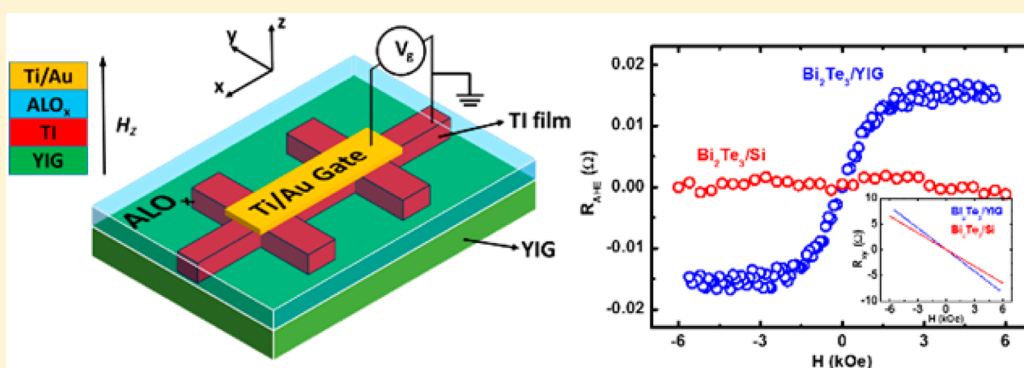 Ti/Au
ALOx
TI
YIG
Hz
z
y
x
Vg
TI film
Ti/Au Gate
ALOx
YIG
0.02
0.01
0.00
-0.01
-0.02
RAHE (Ω)
Bi2Te3/YIG
Bi2Te3/Si
-6
-3
0
3
6
H (kOe)
10
5
0
-5
-10
Rxy (Ω)
Bi2Te3/YIG
Bi2Te3/Si
-6
-3
0
3
6
H (kOe)